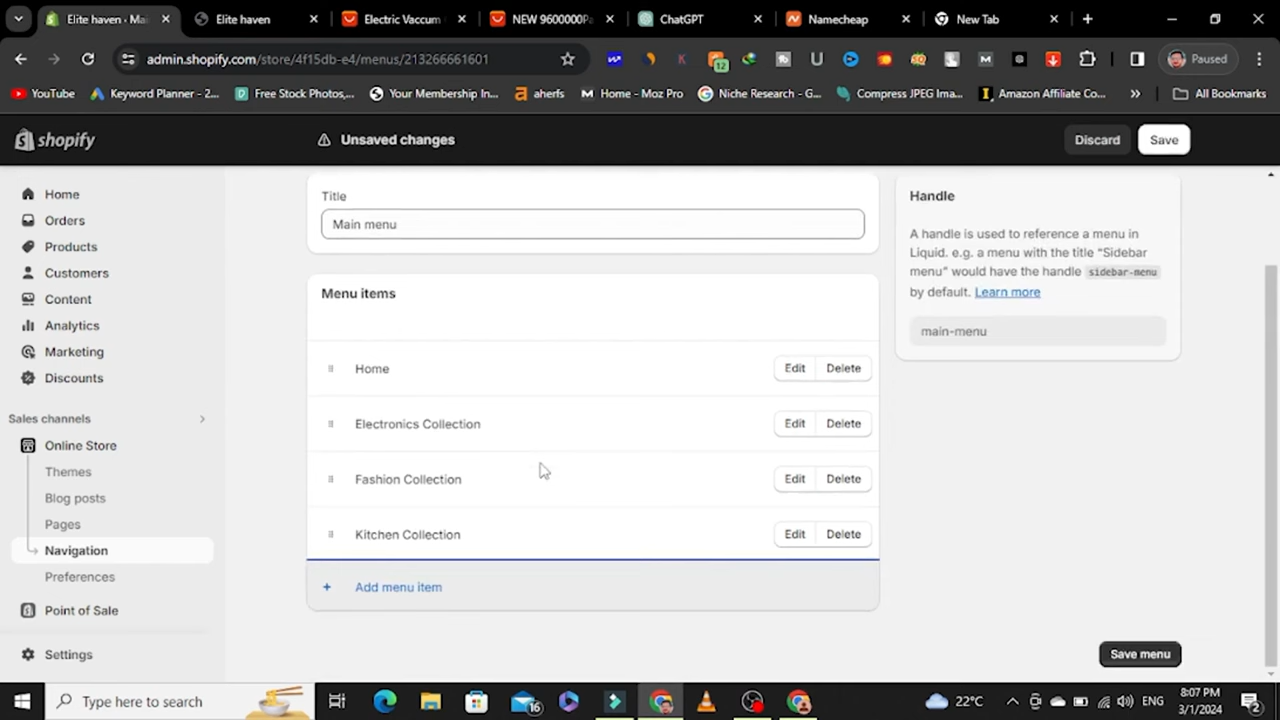 Elite haven · Mai
Elite haven
Electric Vaccum
NEW 9600000Pa
ChatGPT
Namecheap
New Tab
admin.shopify.com/store/4f15db-e4/menus/213266661601
12
Paused
YouTube
Keyword Planner - 2...
Free Stock Photos,...
Your Membership In...
aherfs
Home - Moz Pro
Niche Research - G...
Compress JPEG Ima...
Amazon Affiliate Co...
All Bookmarks
shopify
Unsaved changes
Discard
Save
Home
Orders
Products
Customers
Content
Analytics
Marketing
Discounts
Sales channels
Online Store
Themes
Blog posts
Pages
Navigation
Preferences
Point of Sale
Settings
Title
Main menu
Menu items
Home
Edit
Delete
Electronics Collection
Edit
Delete
Fashion Collection
Edit
Delete
Kitchen Collection
Edit
Delete
+ Add menu item
Handle
A handle is used to reference a menu in
Liquid. e.g. a menu with the title “Sidebar
menu” would have the handle sidebar-menu
by default. Learn more
main-menu
Save menu
Type here to search
16
22°C
ENG
8:07 PM
3/1/2024
2